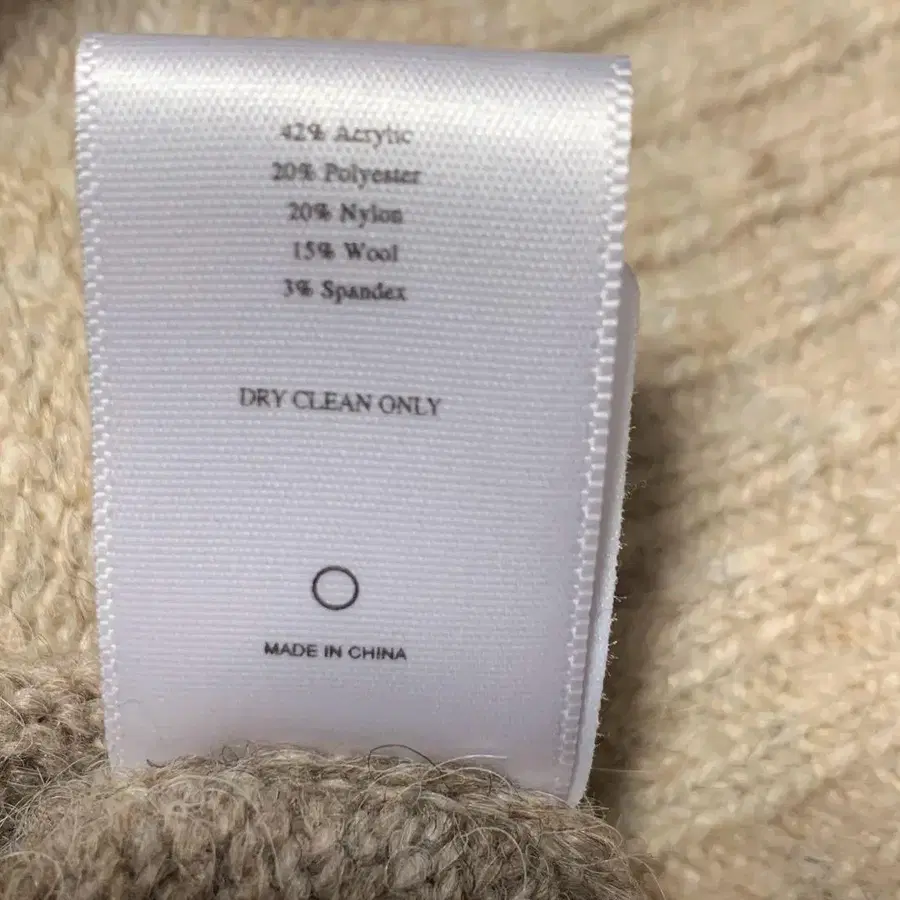 42% Acrylic
20% Polyester
20% Nylon
15% Wool
3% Spandex
DRY CLEAN ONLY
MADE IN CHINA